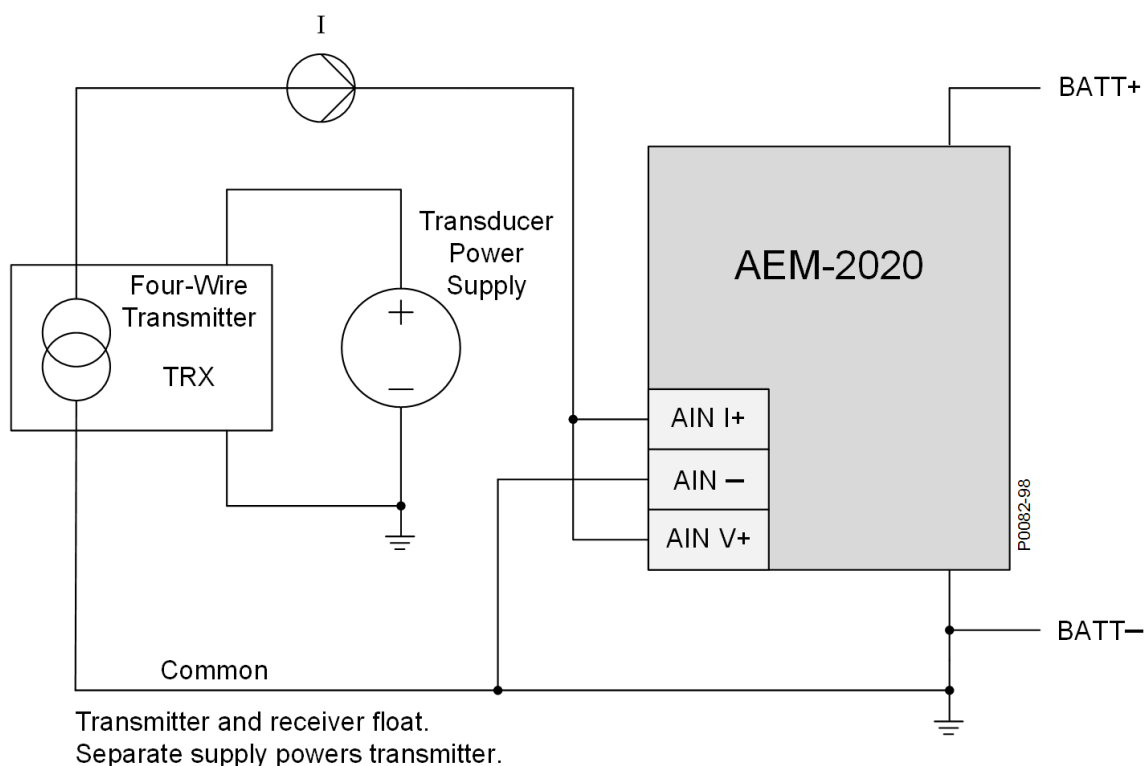 I
BATT+
Transducer
Power
Supply
AEM-2020
Four-Wire
Transmitter
TRX
+
−
AIN I+
AIN −
AIN V+
P0082-98
BATT−
Common
Transmitter and receiver float.
Separate supply powers transmitter.